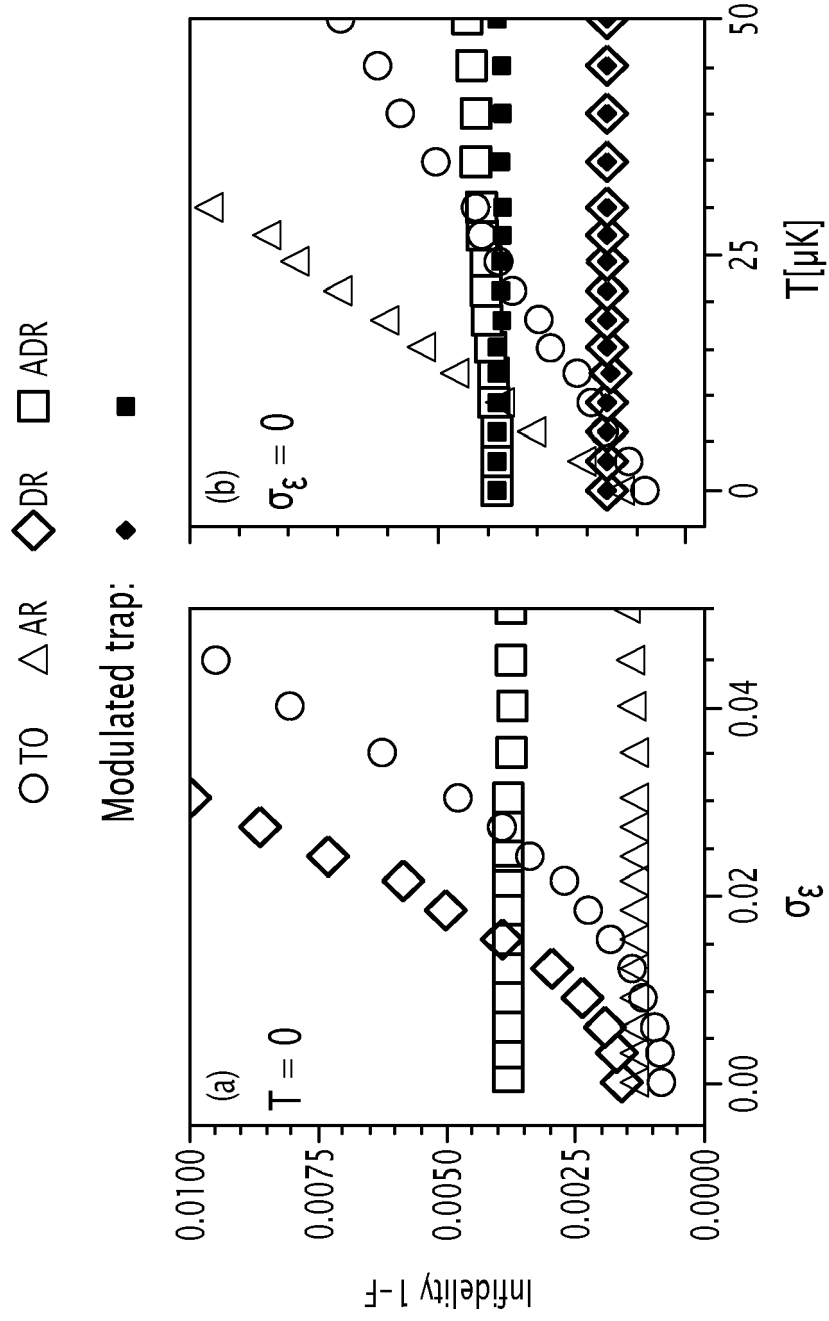 TO AR DR ADR
Modulated trap:
Infidelity 1-F
0.0100
0.0075
0.0050
0.0025
0.0000
(a)
T = 0
0.00 0.02 0.04
σε
(b)
σε = 0
0 25 50
T[μK]